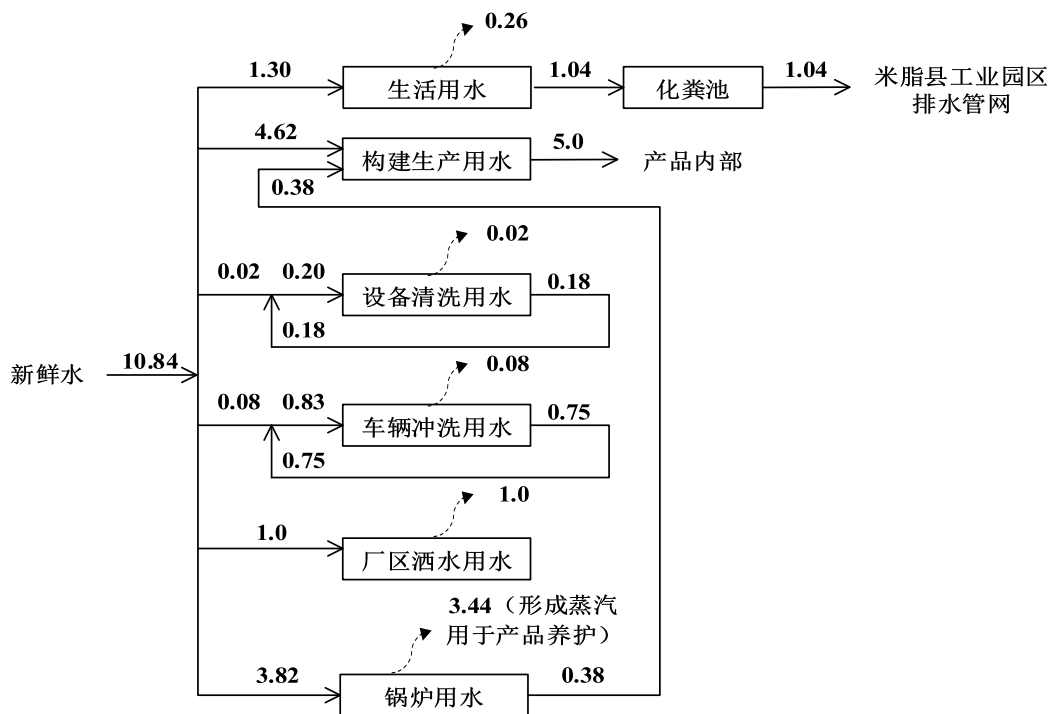 0.26
1.30
生活用水
1.04
化粪池
1.04
米脂县工业园区
排水管网
4.62
构建生产用水
5.0
产品内部
0.38
0.02
0.02
0.20
设备清洗用水
0.18
0.18
新鲜水
10.84
0.08
0.08
0.83
车辆冲洗用水
0.75
0.75
1.0
1.0
厂区洒水用水
3.44（形成蒸汽
用于产品养护）
3.82
锅炉用水
0.38